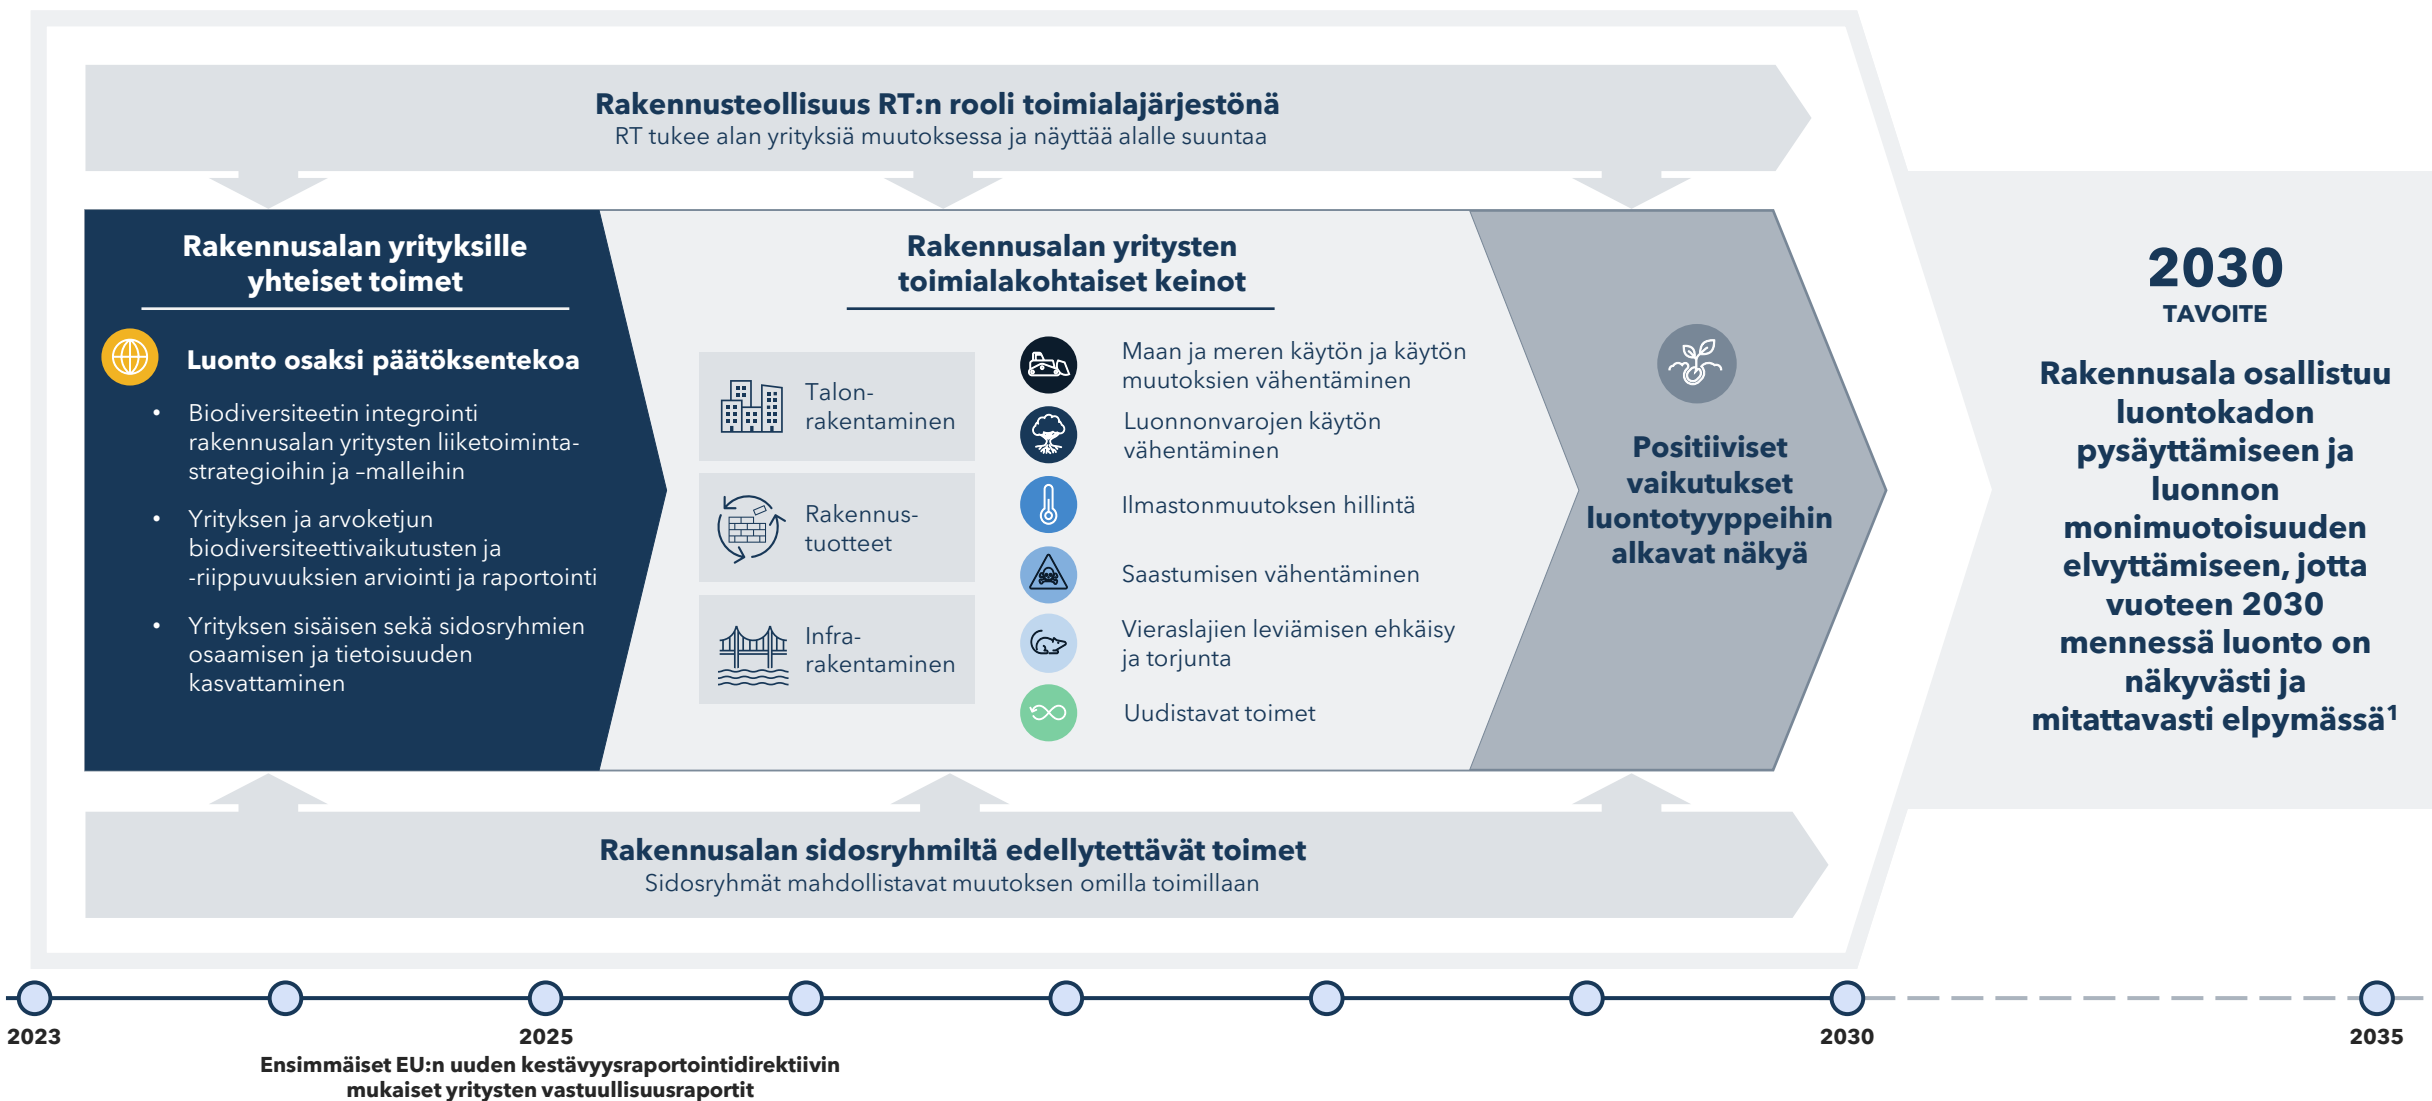 Rakennusteollisuus RT:n rooli toimialajärjestönä
RT tukee alan yrityksiä muutoksessa ja näyttää alalle suuntaa
Rakennusalan yrityksille
yhteiset toimet
Luonto osaksi päätöksentekoa
• Biodiversiteetin integrointi
rakennusalan yritysten liiketoiminta-
strategioihin ja –malleihin
• Yrityksen ja arvoketjun
biodiversiteettivaikutusten ja
-riippuvuuksien arviointi ja raportointi
• Yrityksen sisäisen sekä sidosryhmien
osaamisen ja tietoisuuden
kasvattaminen
Rakennusalan yritysten
toimialakohtaiset keinot
Talon-
rakentaminen
Rakennus-
tuotteet
Infra-
rakentaminen
Maan ja meren käytön ja käytön
muutoksien vähentäminen
Luonnonvarojen käytön
vähentäminen
Ilmastonmuutoksen hillintä
Saastumisen vähentäminen
Vieraslajien leviämisen ehkäisy
ja torjunta
Uudistavat toimet
Positiiviset
vaikutukset
luontotyyppeihin
alkavat näkyä
2030
TAVOITE
Rakennusala osallistuu
luontokadon
pysäyttämiseen ja
luonnon
monimuotoisuuden
elvyttämiseen, jotta
vuoteen 2030
mennessä luonto on
näkyvästi ja
mitattavasti elpymässä¹
Rakennusalan sidosryhmiltä edellytettävät toimet
Sidosryhmät mahdollistavat muutoksen omilla toimillaan
2023
2025
Ensimmäiset EU:n uuden kestävyysraportointidirektiivin
mukaiset yritysten vastuullisuusraportit
2030
2035